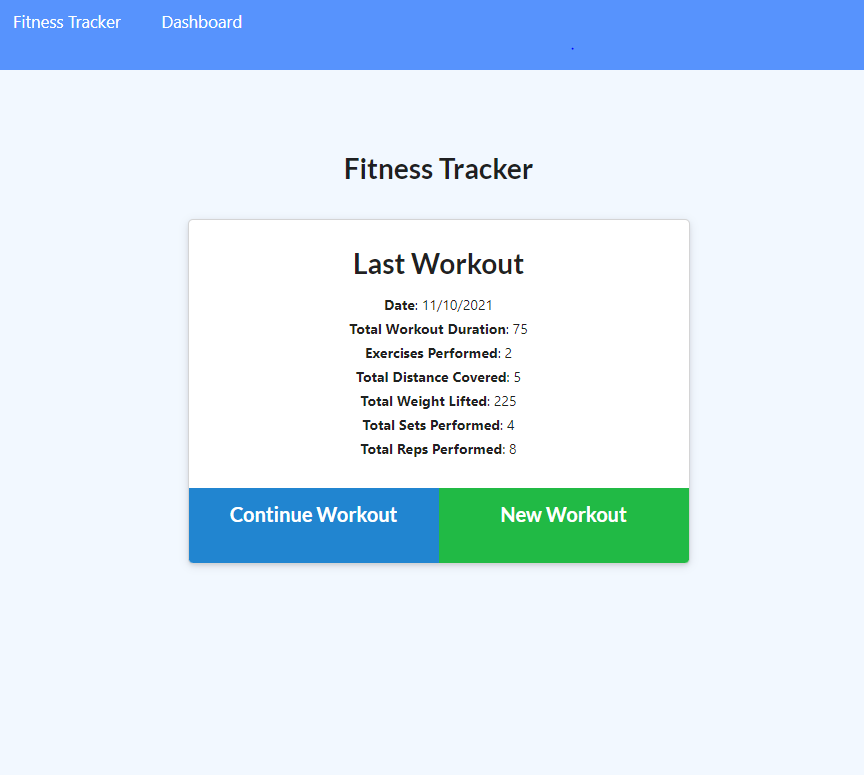 Fitness Tracker Dashboard
Fitness Tracker
Last Workout
Date: 11/10/2021
Total Workout Duration: 75
Exercises Performed: 2
Total Distance Covered: 5
Total Weight Lifted: 225
Total Sets Performed: 4
Total Reps Performed: 8
Continue Workout New Workout